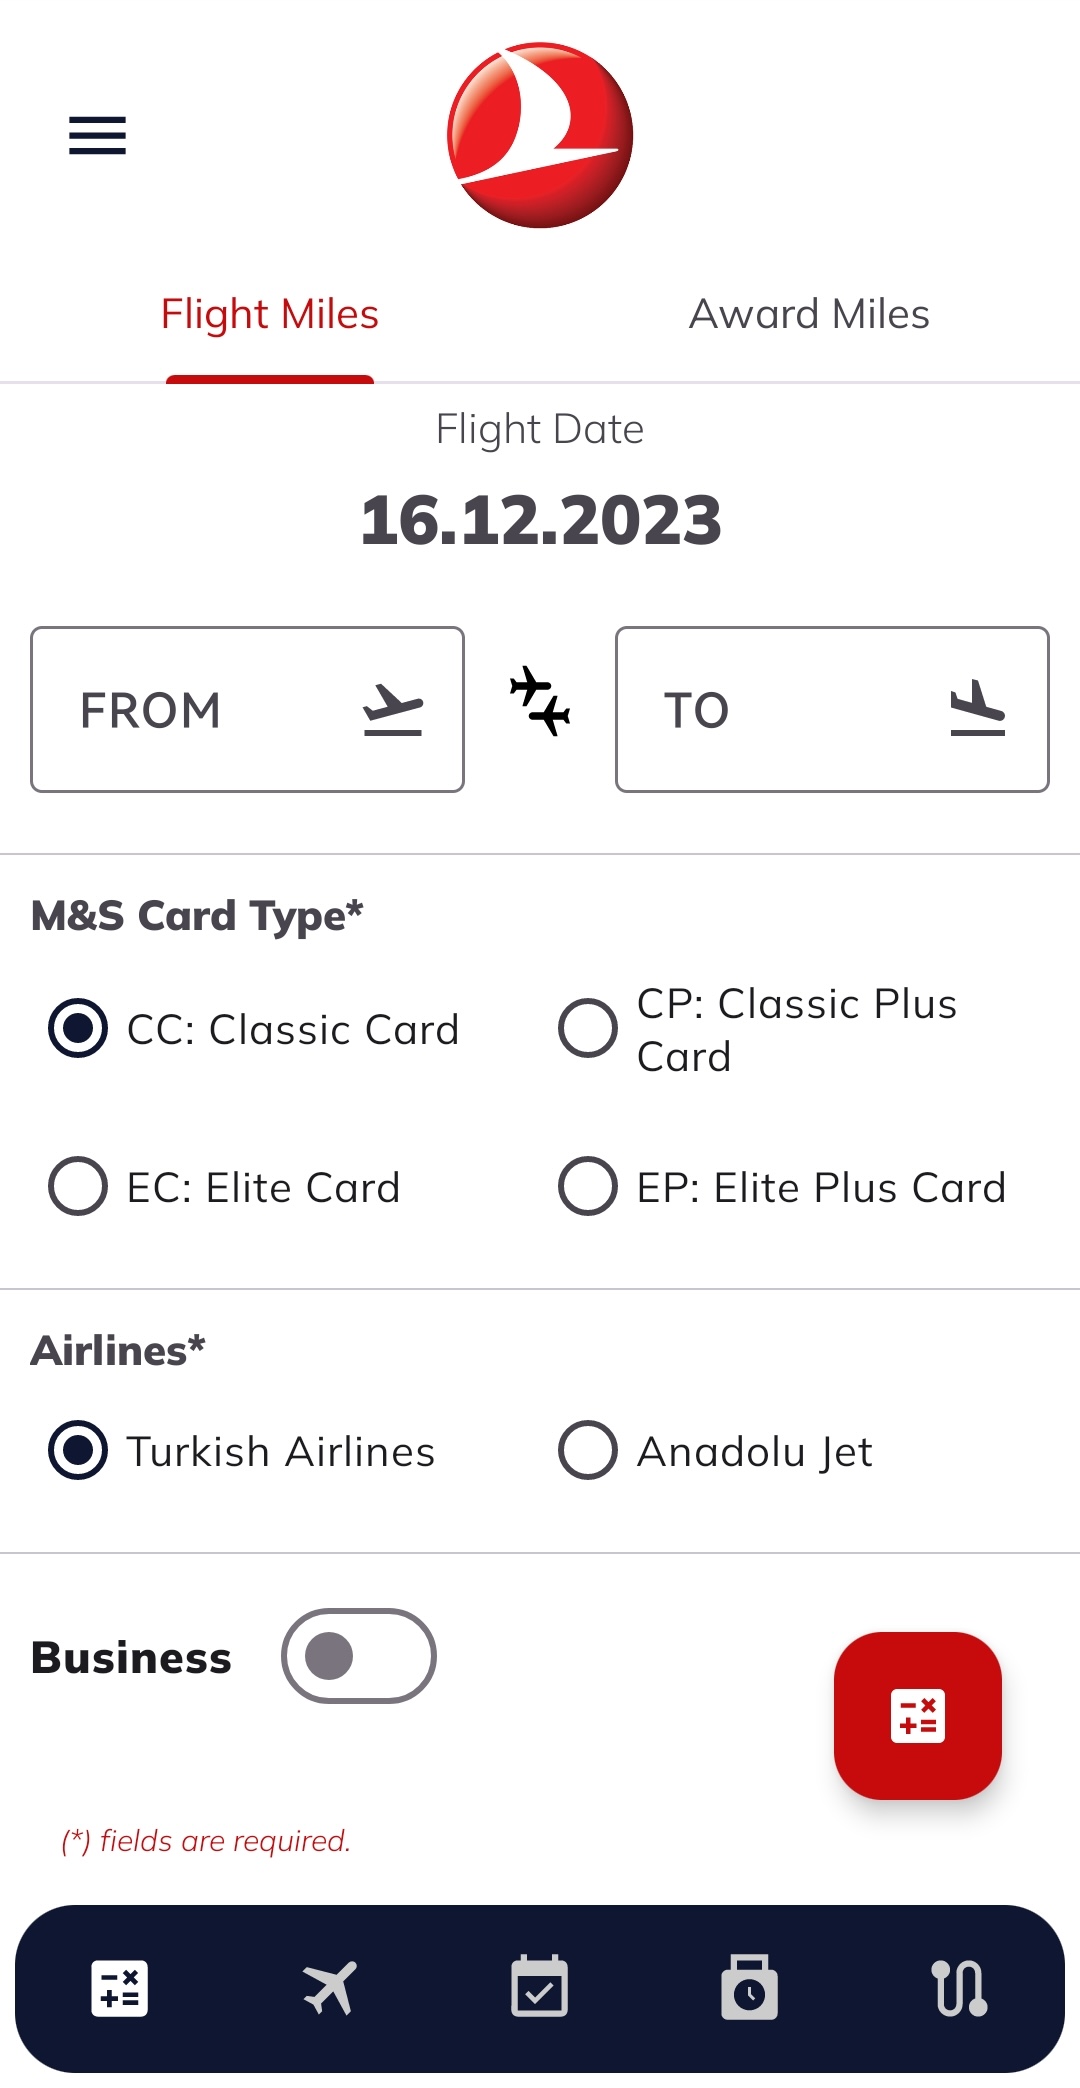 Flight Miles
Award Miles
Flight Date
16.12.2023
FROM
TO
M&S Card Type*
CC: Classic Card
CP: Classic Plus
Card
EC: Elite Card
EP: Elite Plus Card
Airlines*
Turkish Airlines
Anadolu Jet
Business
(*) fields are required.